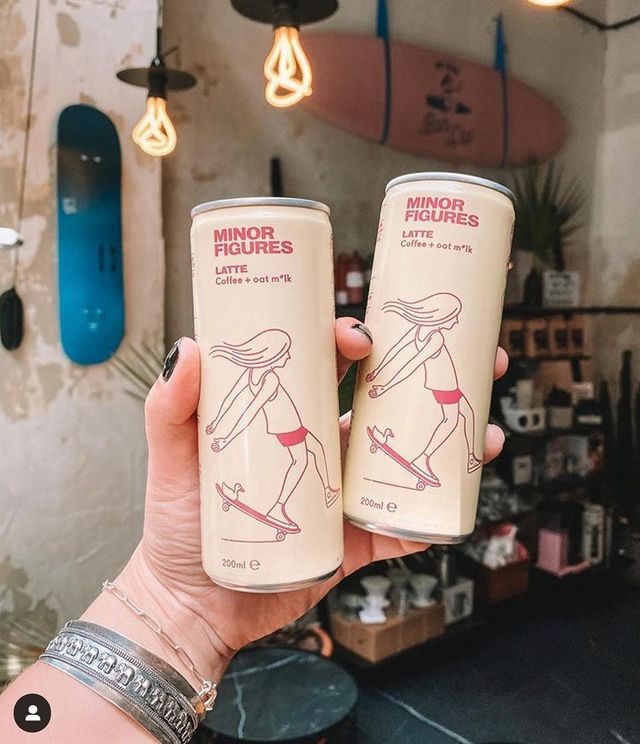 MINOR
FIGURES
LATTE
Coffee + oat m*lk
200ml e
MINOR
FIGURES
LATTE
Coffee + oat m*lk
200ml e